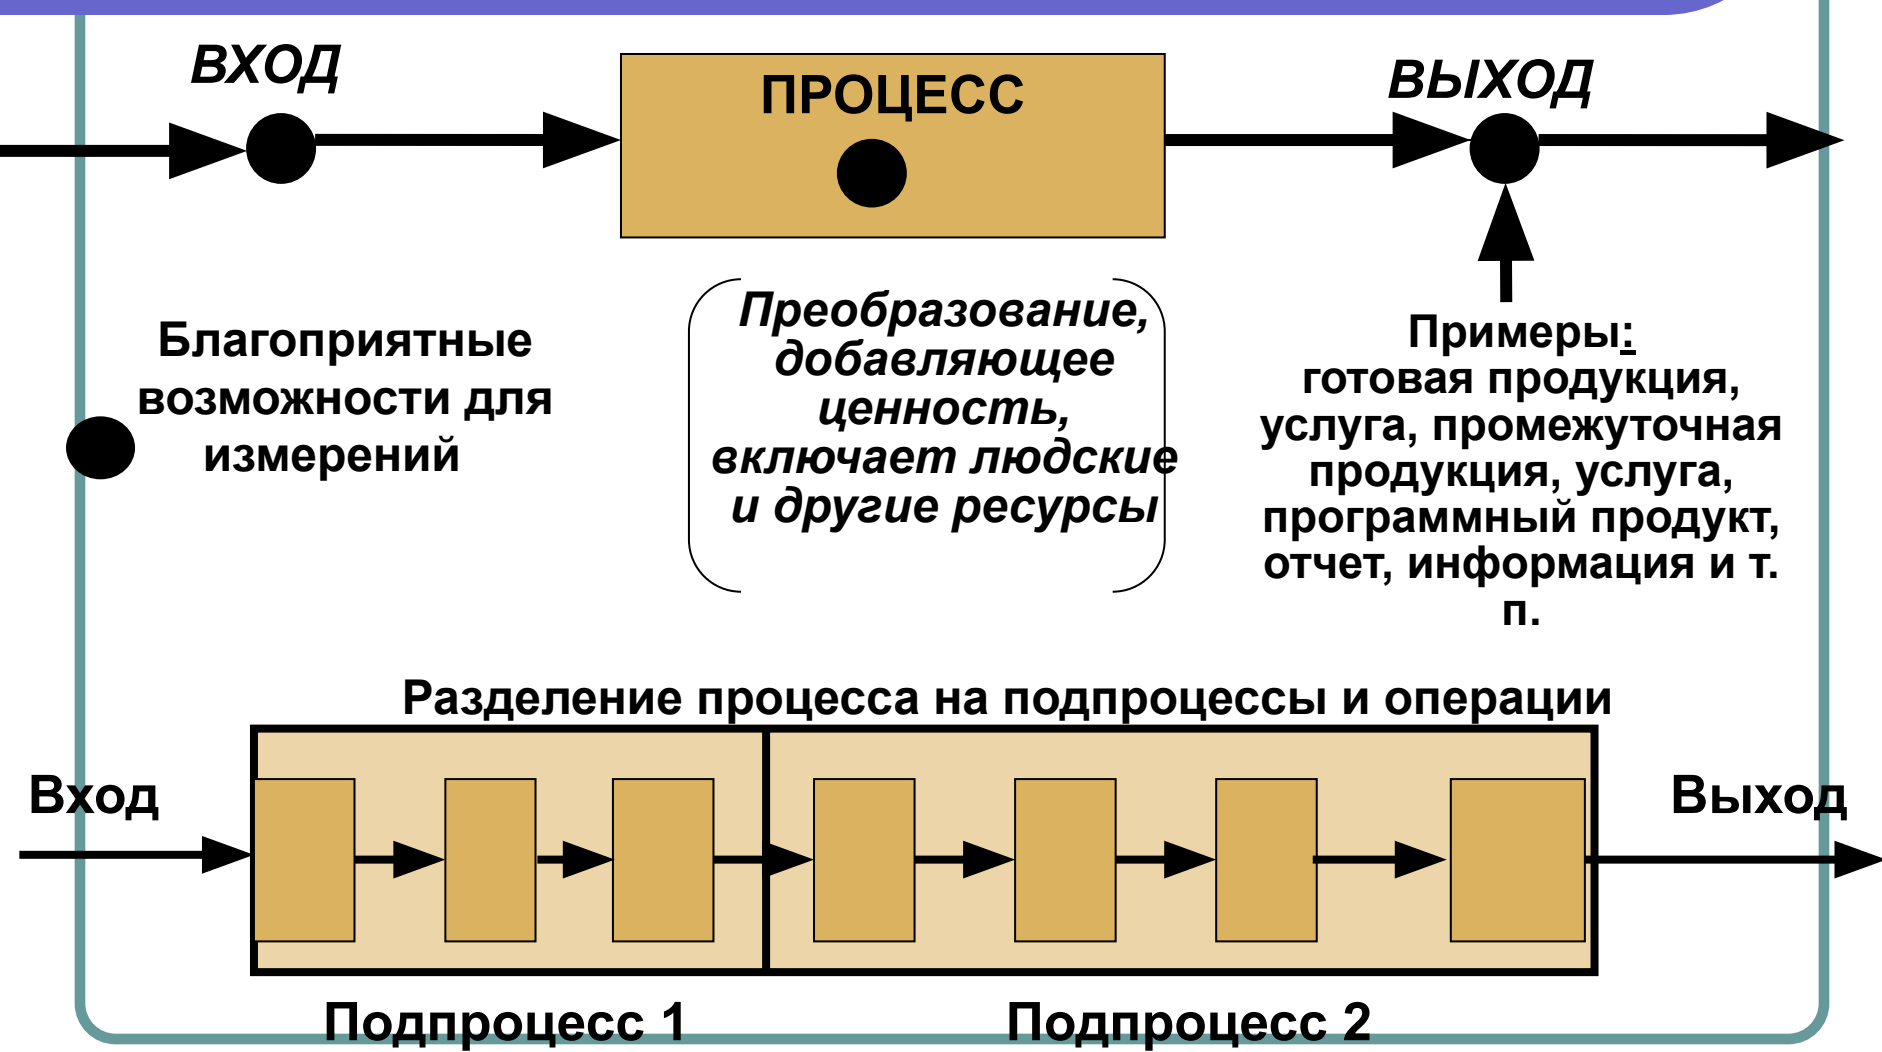 ВХОД
ПРОЦЕСС
ВЫХОД
Благоприятные
возможности для
измерений
Преобразование,
добавляющее
ценность,
включает людские
и другие ресурсы
Примеры:
готовая продукция,
услуга, промежуточная
продукция, услуга,
программный продукт,
отчет, информация и т.
п.
Разделение процесса на подпроцессы и операции
Вход
Выход
Подпроцесс 1
Подпроцесс 2